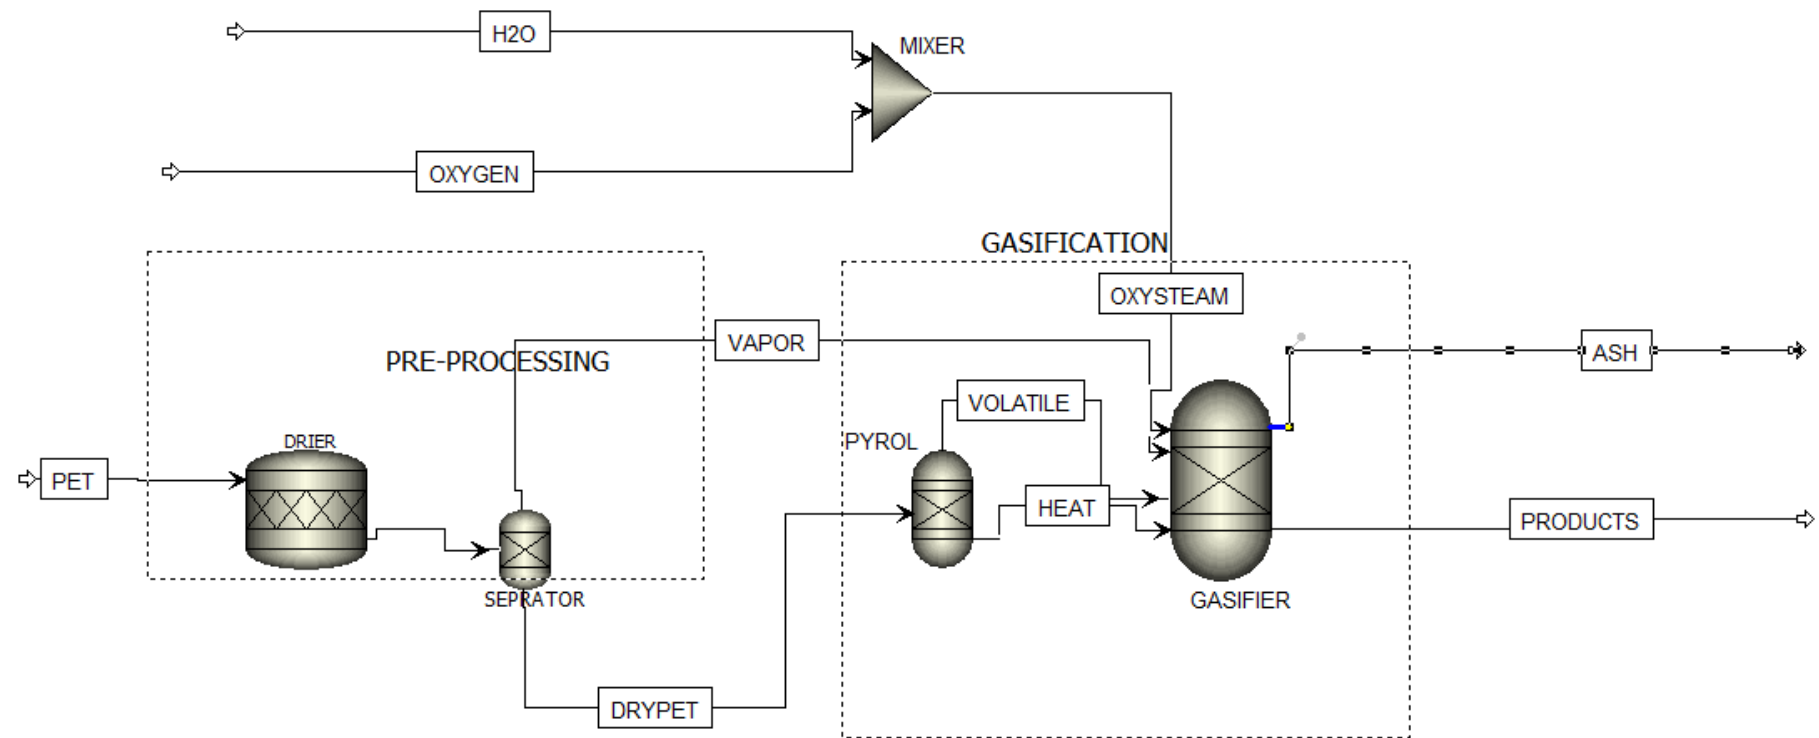 H2O
MIXER
OXYGEN
GASIFICATION
OXYSTEAM
VAPOR
PRE-PROCESSING
ASH
VOLATILE
DRIER
PYROL
PET
HEAT
PRODUCTS
SEPRATOR
GASIFIER
DRYPET